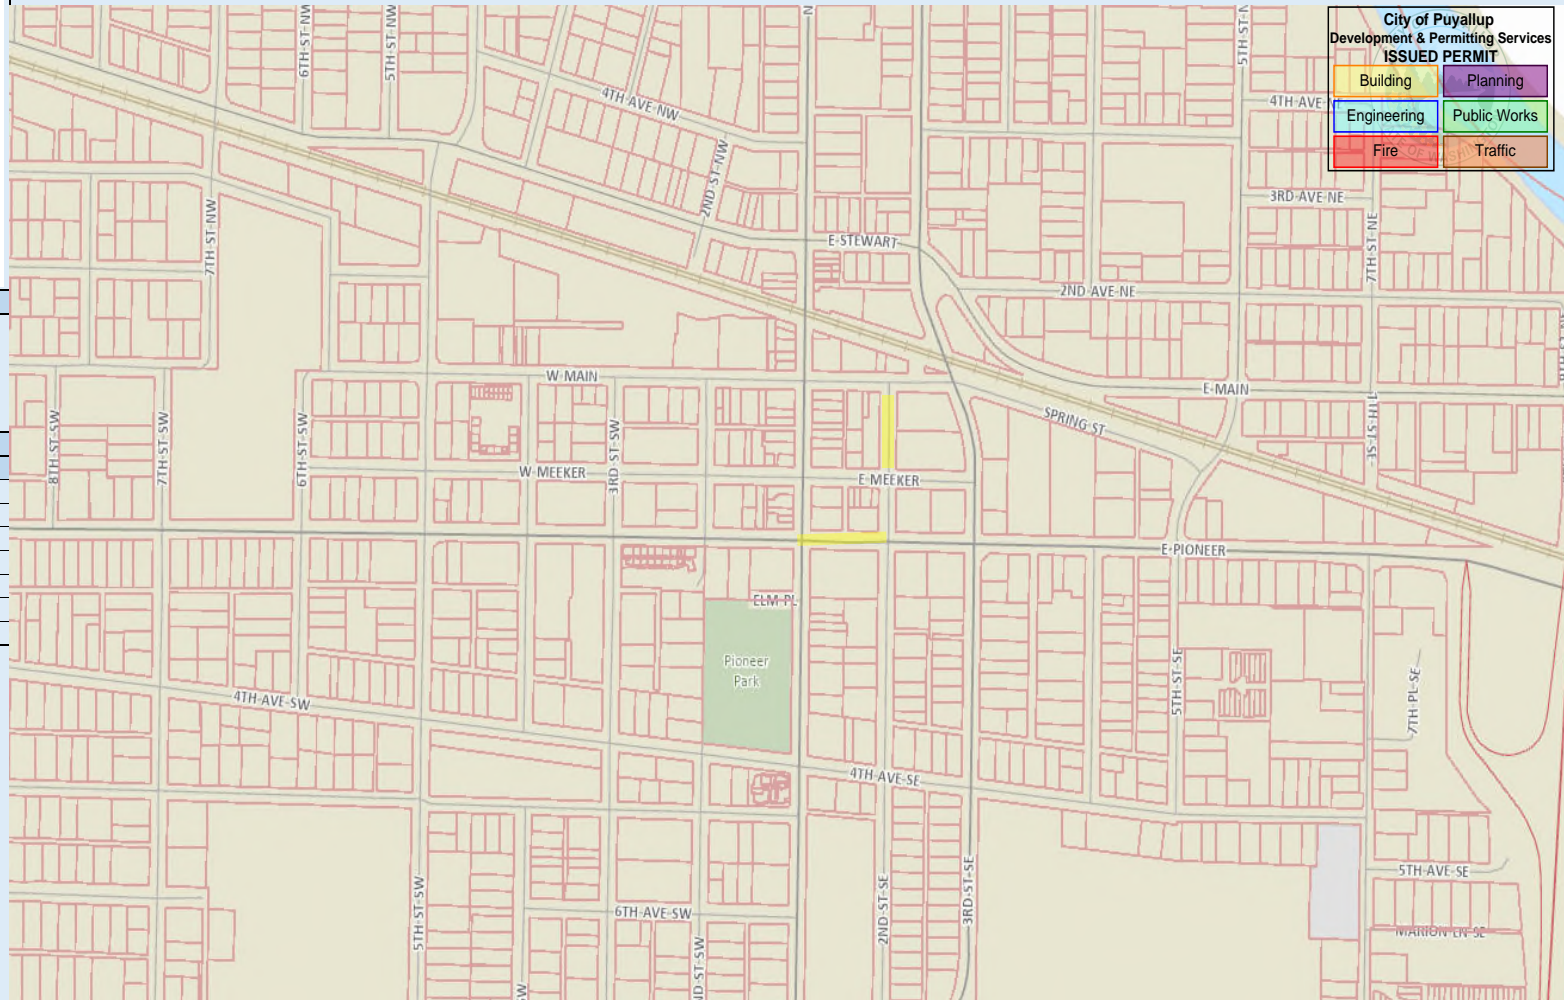 6TH-ST-NW
5TH-ST-NW
N
5TH-ST-N
City of Puyallup
Development & Permitting Services
ISSUED PERMIT
Building
Planning
Engineering
Public Works
Fire
Traffic
4TH-AVE-NW
4TH-AVE-N
2ND-ST-NW
3RD-AVE-NE
7TH-ST-NW
7TH-ST-NE
E-STEWART
2ND-AVE-NE
W-MAIN
E-MAIN
SPRING-ST
8TH-ST-SW
7TH-ST-SW
6TH-ST-SW
3RD-ST-SW
7TH-ST-SE
W-MEEKER
E-MEEKER
E-PIONEER
ELM-PL
Pioneer
Park
5TH-ST-SE
7TH-PL-SE
4TH-AVE-SW
4TH-AVE-SE
5TH-ST-SW
2ND-ST-SE
3RD-ST-SE
5TH-AVE-SE
6TH-AVE-SW
MARION-LN-SE
ND-ST-SW
SW